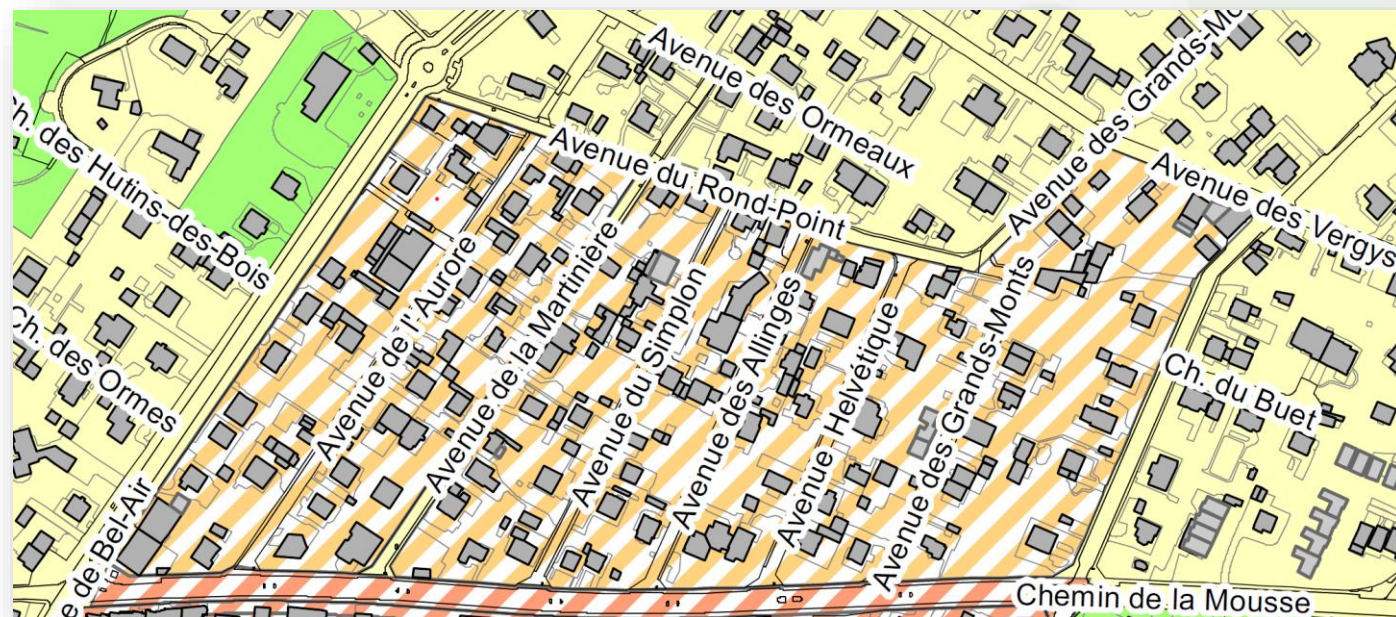 Avenue des Ormeaux
Avenue des Grands-Mo
Ch. des Hutins-des-Bois
Avenue du Rond-Point
Avenue des Vergys
Ch. des Ormes
Avenue de l'Aurore
Avenue de la Martinière
Avenue du Simplon
Avenue des Allinges
Avenue Helvétique
Avenue des Grands-Monts
Ch. du Buet
e de Bel-Air
Chemin de la Mousse